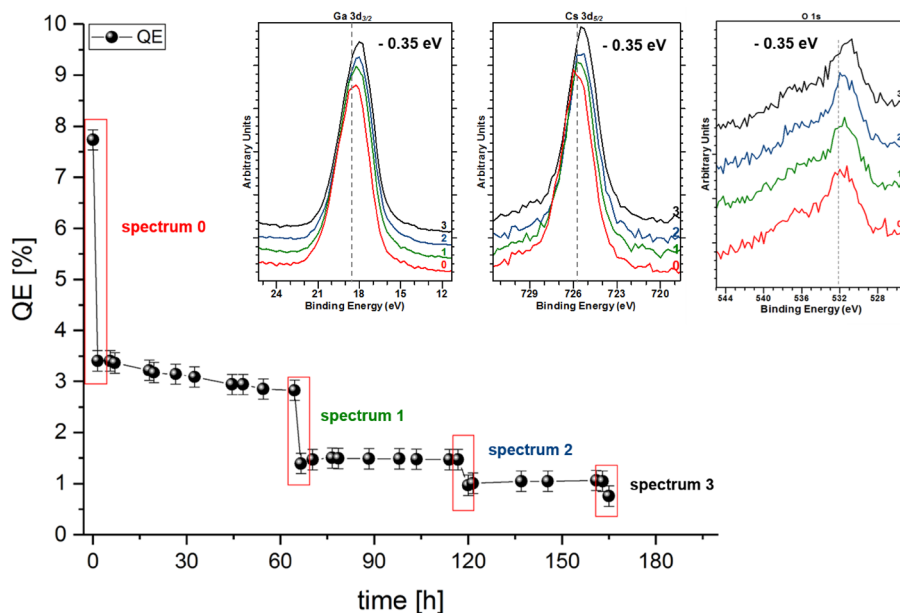 QE [%]
10
9
8
7
6
5
4
3
2
1
0
QE
spectrum 0
spectrum 1
spectrum 2
spectrum 3
0
30
60
90
120
150
180
time [h]
Ga 3d3/2
- 0.35 eV
Arbitrary Units
3
2
1
0
24
18
15
12
Binding Energy (eV)
Cs 3d5/2
- 0.35 eV
Arbitrary Units
3
2
1
0
729
726
723
720
Binding Energy (eV)
O 1s
- 0.35 eV
Arbitrary Units
3
2
1
0
544
540
536
532
528
Binding Energy (eV)